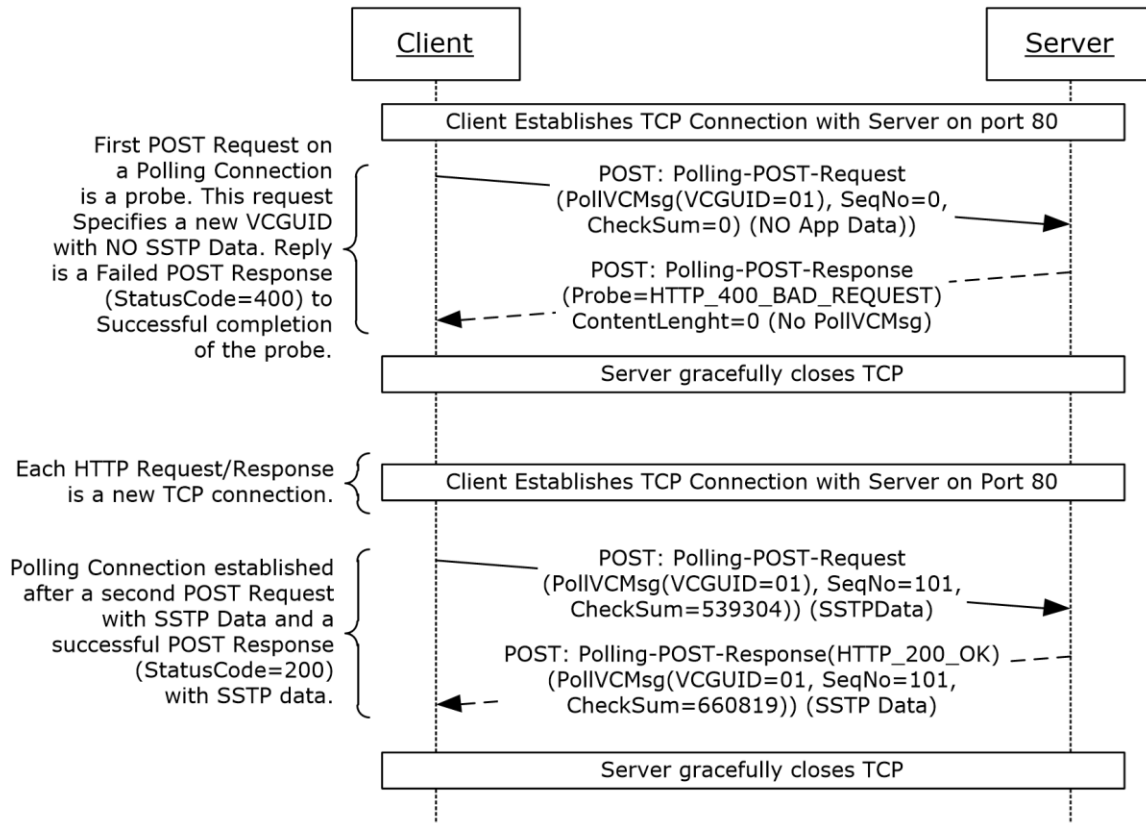 Client
Server
Client Establishes TCP Connection with Server on port 80
First POST Request on
a Polling Connection
is a probe. This request
Specifies a new VCGUID
with NO SSTP Data. Reply
is a Failed POST Response
(StatusCode=400) to
Successful completion
of the probe.
POST: Polling-POST-Request
(PollVCMsg(VCGUID=01), SeqNo=0,
CheckSum=0) (NO App Data))
POST: Polling-POST-Response
(Probe=HTTP_400_BAD_REQUEST)
ContentLenght=0 (No PollVCMsg)
Server gracefully closes TCP
Each HTTP Request/Response
is a new TCP connection.
Client Establishes TCP Connection with Server on Port 80
Polling Connection established
after a second POST Request
with SSTP Data and a
successful POST Response
(StatusCode=200)
with SSTP data.
POST: Polling-POST-Request
(PollVCMsg(VCGUID=01), SeqNo=101,
CheckSum=539304)) (SSTPData)
POST: Polling-POST-Response(HTTP_200_OK)
(PollVCMsg(VCGUID=01, SeqNo=101,
CheckSum=660819)) (SSTP Data)
Server gracefully closes TCP